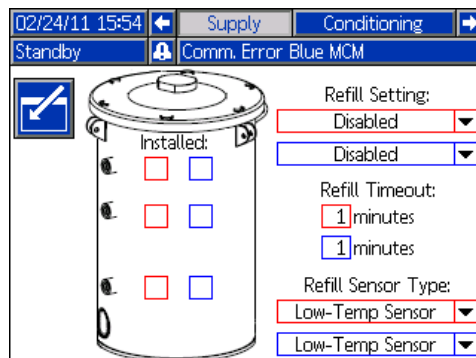 02/24/11 15:54 Supply Conditioning
Standby Comm. Error Blue MCM
Refill Setting:
Disabled
Installed:
Disabled
Refill Timeout:
1 minutes
1 minutes
Refill Sensor Type:
Low-Temp Sensor
Low-Temp Sensor